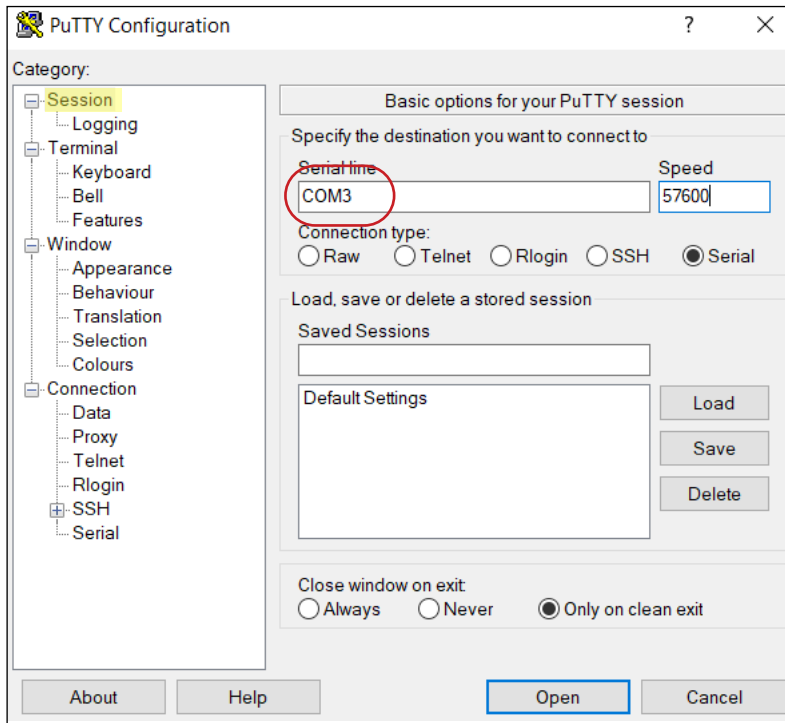 PuTTY Configuration
?
Category:
Session
Logging
Terminal
Keyboard
Bell
Features
Window
Appearance
Behaviour
Translation
Selection
Colours
Connection
Data
Proxy
Telnet
Rlogin
SSH
Serial
Basic options for your PuTTY session
Specify the destination you want to connect to
Serial line Speed
COM3 57600
Connection type:
Raw Telnet Rlogin SSH Serial
Load, save or delete a stored session
Saved Sessions
Default Settings
Load
Save
Delete
Close window on exit:
Always Never Only on clean exit
About Help Open Cancel